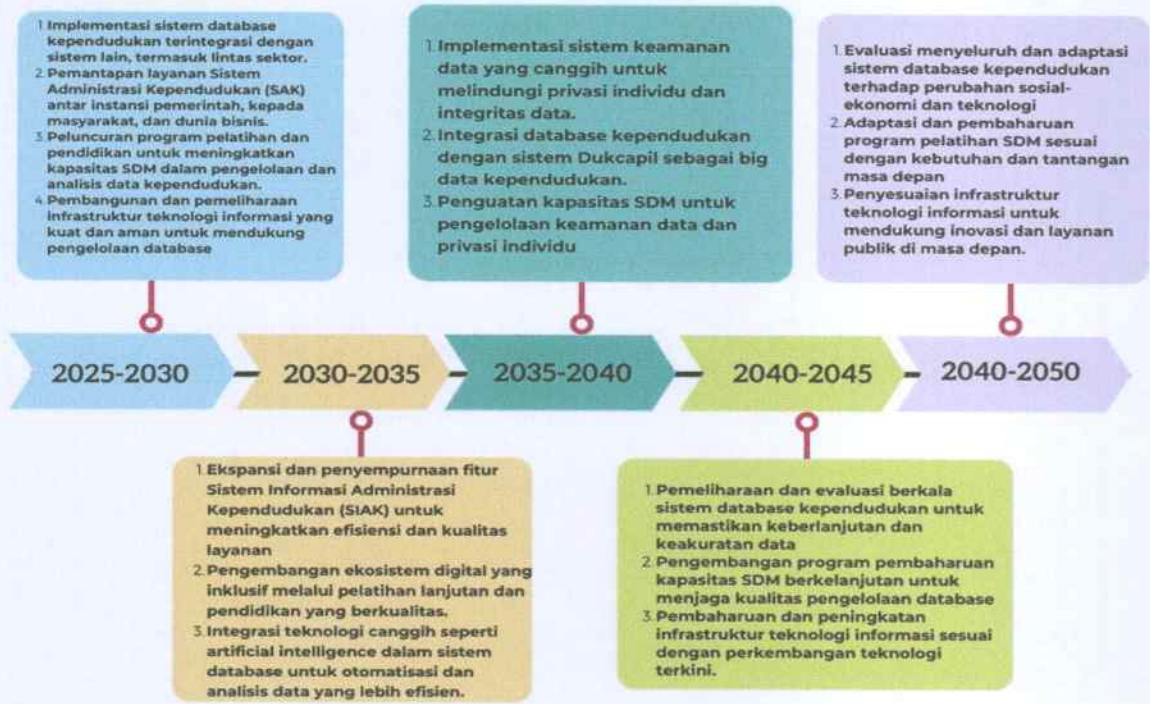 1. Implementasi sistem database
kependudukan terintegrasi dengan
sistem lain, termasuk lintas sektor.
2. Pemantapan layanan Sistem
Administrasi Kependudukan (SAK)
antar instansi pemerintah, kepada
masyarakat, dan dunia bisnis.
3. Peluncuran program pelatihan dan
pendidikan untuk meningkatkan
kapasitas SDM dalam pengelolaan dan
analisis data kependudukan.
4. Pembangunan dan pemeliharaan
infrastruktur teknologi informasi yang
kuat dan aman untuk mendukung
pengelolaan database
1. Implementasi sistem keamanan
data yang canggih untuk
melindungi privasi individu dan
integritas data.
2. Integrasi database kependudukan
dengan sistem Dukcapil sebagai big
data kependudukan.
3. Penguatan kapasitas SDM untuk
pengelolaan keamanan data dan
privasi individu
1. Evaluasi menyeluruh dan adaptasi
sistem database kependudukan
terhadap perubahan sosial-
ekonomi dan teknologi
2. Adaptasi dan pembaharuan
program pelatihan SDM sesuai
dengan kebutuhan dan tantangan
masa depan
3. Penyesuaian infrastruktur
teknologi informasi untuk
mendukung inovasi dan layanan
publik di masa depan.
2025-2030
2030-2035
2035-2040
2040-2045
2040-2050
1. Ekspansi dan penyempurnaan fitur
Sistem Informasi Administrasi
Kependudukan (SIAK) untuk
meningkatkan efisiensi dan kualitas
layanan
2. Pengembangan ekosistem digital yang
inklusif melalui pelatihan lanjutan dan
pendidikan yang berkualitas.
3. Integrasi teknologi canggih seperti
artificial intelligence dalam sistem
database untuk otomatisasi dan
analisis data yang lebih efisien.
1. Pemeliharaan dan evaluasi berkala
sistem database kependudukan untuk
memastikan keberlanjutan dan
keakuratan data
2. Pengembangan program pembaharuan
kapasitas SDM berkelanjutan untuk
menjaga kualitas pengelolaan database
3. Pembaharuan dan peningkatan
infrastruktur teknologi informasi sesuai
dengan perkembangan teknologi
terkini.